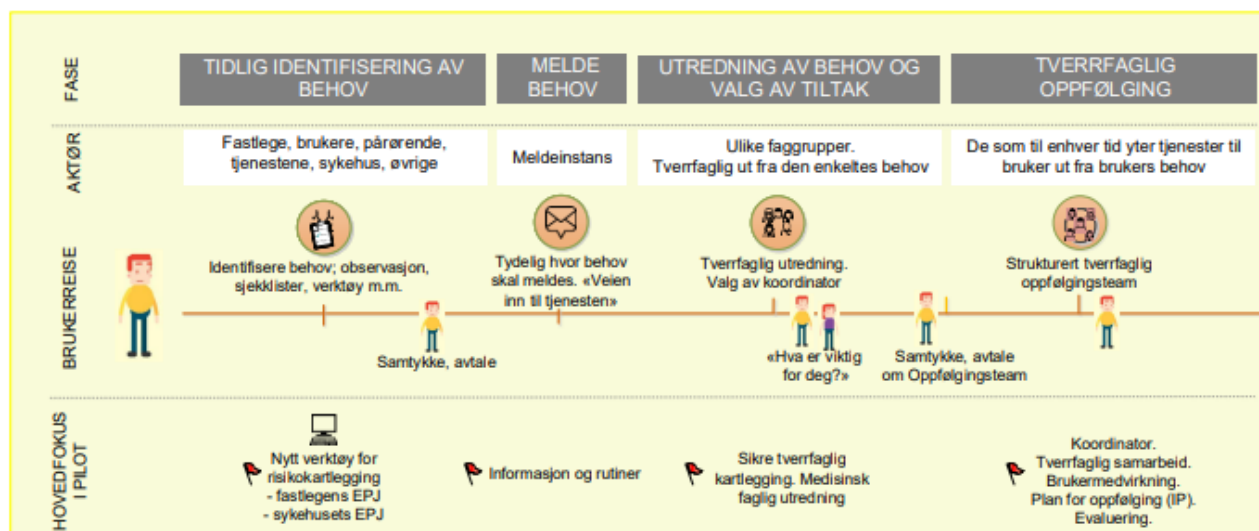 FASE
TIDLIG IDENTIFISERING AV
BEHOV
MELDE
BEHOV
UTREDNING AV BEHOV OG
VALG AV TILTAK
TVERRFAGLIG
OPPFØLGING
AKTØR
Fastlege, brukere, pårørende,
tjenestene, sykehus, øvrige
Meldeinstans
Ulike faggrupper.
Tverrfaglig ut fra den enkeltes behov
De som til enhver tid yter tjenester til
bruker ut fra brukers behov
BRUKERREISE
Identifisere behov; observasjon,
sjekklister, verktøy m.m.
Tydelig hvor behov
skal meldes. «Veien
inn til tjenesten»
Tverrfaglig utredning.
Valg av koordinator
Strukturert tverrfaglig
oppfølgingsteam
Samtykke, avtale
«Hva er viktig
for deg?»
Samtykke, avtale
om Oppfølgingsteam
HOVEDFOKUS
I PILOT
Nytt verktøy for
risikokartlegging
- fastlegens EPJ
- sykehusets EPJ
Informasjon og rutiner
Sikre tverrfaglig
kartlegging. Medisinsk
faglig utredning
Koordinator.
Tverrfaglig samarbeid.
Brukermedvirkning.
Plan for oppfølging (IP).
Evaluering.